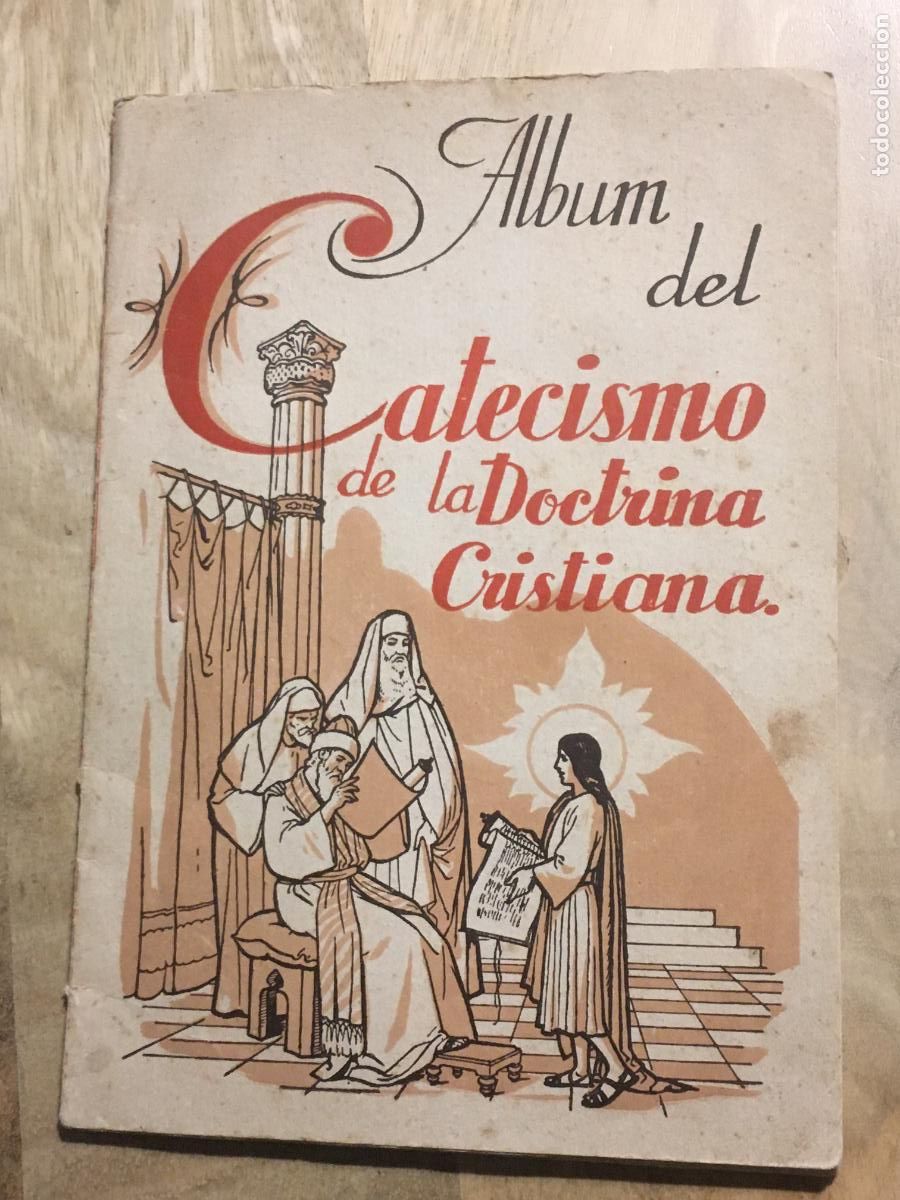 Album
del
Catecismo
de la Doctrina
Cristiana.
todocoleccion